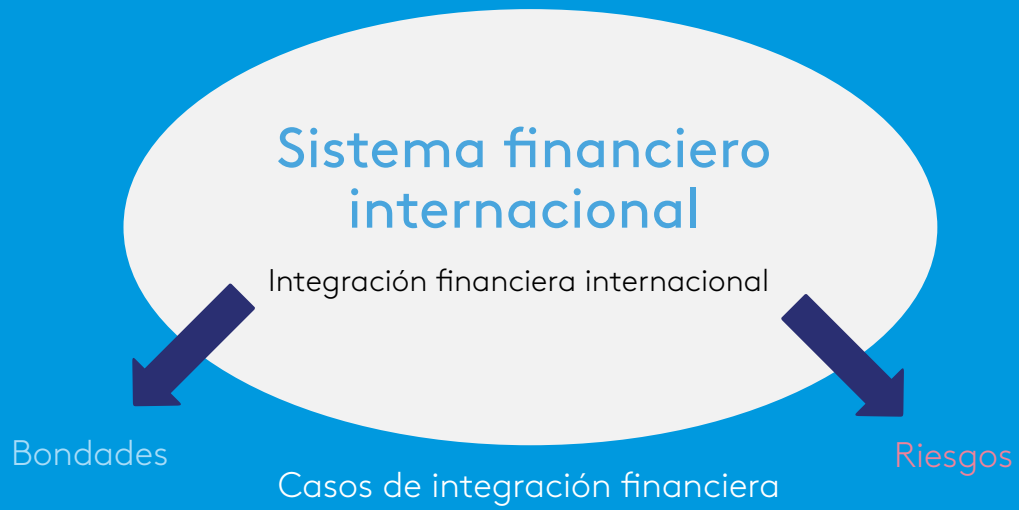 Sistema financiero
internacional
Integración financiera internacional
Bondades
Riesgos
Casos de integración financiera